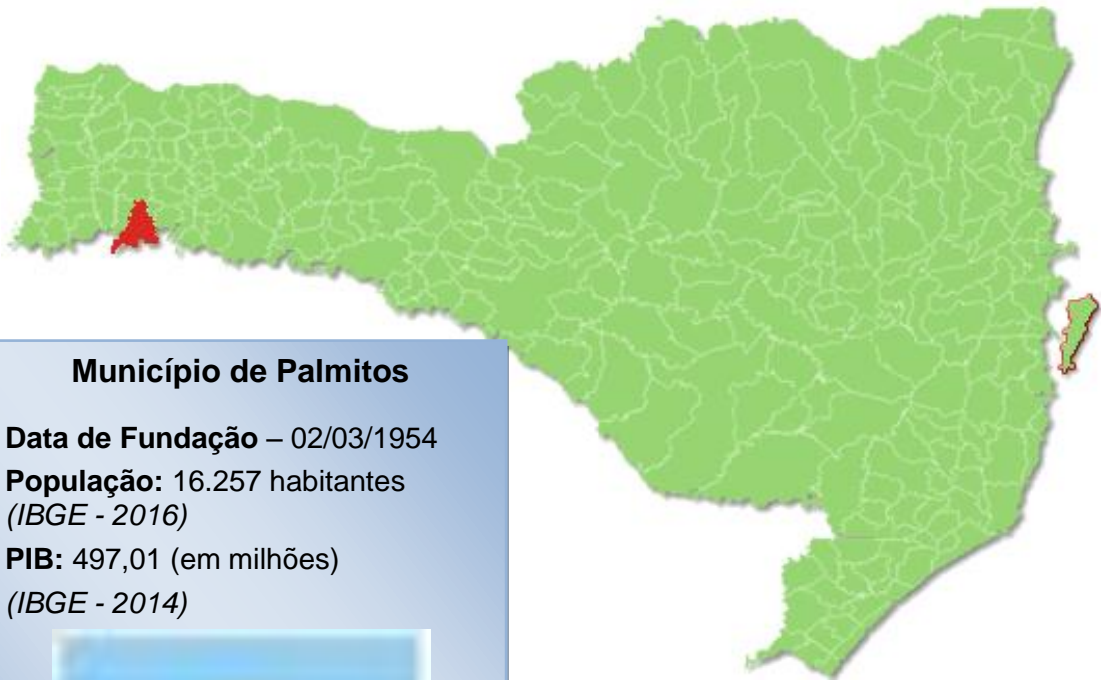 Município de Palmitos
Data de Fundação – 02/03/1954
População: 16.257 habitantes
(IBGE - 2016)
PIB: 497,01 (em milhões)
(IBGE - 2014)